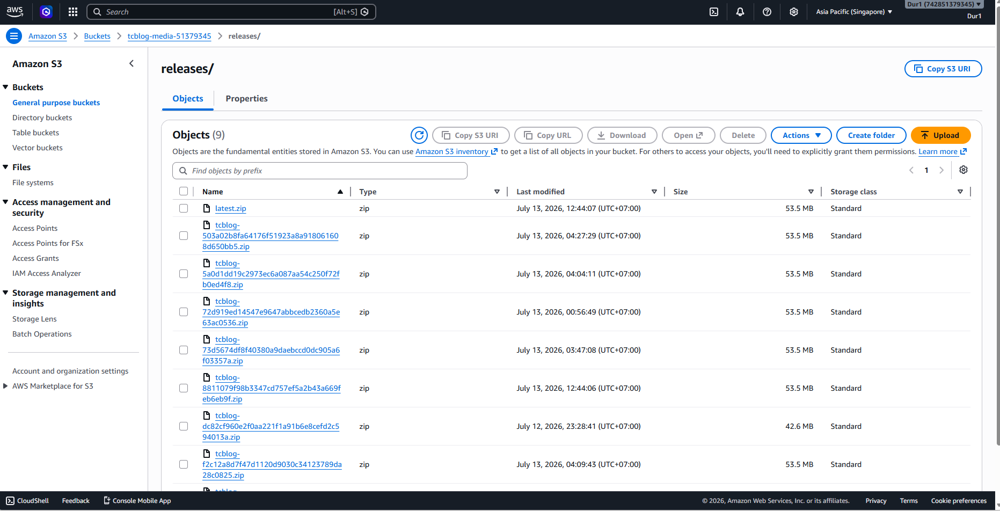 aws
Search [Alt+S]
Asia Pacific (Singapore)
Dur1 (742851379345)
Dur1
Amazon S3
Buckets
tcblog-media-51379345
releases/
Amazon S3
Buckets
General purpose buckets
Directory buckets
Table buckets
Vector buckets
Files
File systems
Access management and
security
Access Points
Access Points for FSx
Access Grants
IAM Access Analyzer
Storage management and
insights
Storage Lens
Batch Operations
Account and organization settings
AWS Marketplace for S3
releases/
Copy S3 URI
Objects Properties
Objects (9)
Copy S3 URI Copy URL Download Open Delete Actions Create folder Upload
Objects are the fundamental entities stored in Amazon S3. You can use Amazon S3 inventory to get a list of all objects in your bucket. For others to access your objects, you'll need to explicitly grant them permissions. Learn more
Find objects by prefix
1
Name Type Last modified Size Storage class
latest.zip zip July 13, 2026, 12:44:07 (UTC+07:00) 53.5 MB Standard
tcblog-
503a02b8fa64176f51923a8a91806160 zip July 13, 2026, 04:27:29 (UTC+07:00) 53.5 MB Standard
8d650bb5.zip
tcblog-
5a0d1dd19c2973ec6a087aa54c250f72f zip July 13, 2026, 04:04:11 (UTC+07:00) 53.5 MB Standard
b0ed4f8.zip
tcblog-
72d919ed14547e9647abbcedb2360a5e zip July 13, 2026, 00:56:49 (UTC+07:00) 53.5 MB Standard
63ac0536.zip
tcblog-
73d5674df8f40380a9daebccd0dc905a6 zip July 13, 2026, 03:47:08 (UTC+07:00) 53.5 MB Standard
f03357a.zip
tcblog-
8811079f98b3347cd757ef5a2b43a669f zip July 13, 2026, 12:44:06 (UTC+07:00) 53.5 MB Standard
eb6eb9f.zip
tcblog-
dc82cf960e2f0aa221f1a91b6e8cefd2c5 zip July 12, 2026, 23:28:41 (UTC+07:00) 42.6 MB Standard
94013a.zip
tcblog-
f2c12a8d7f47d1120d9030c34123789da zip July 13, 2026, 04:09:43 (UTC+07:00) 53.5 MB Standard
28c0825.zip
tcblog-
CloudShell Feedback Console Mobile App
© 2026, Amazon Web Services, Inc. or its affiliates. Privacy Terms Cookie preferences